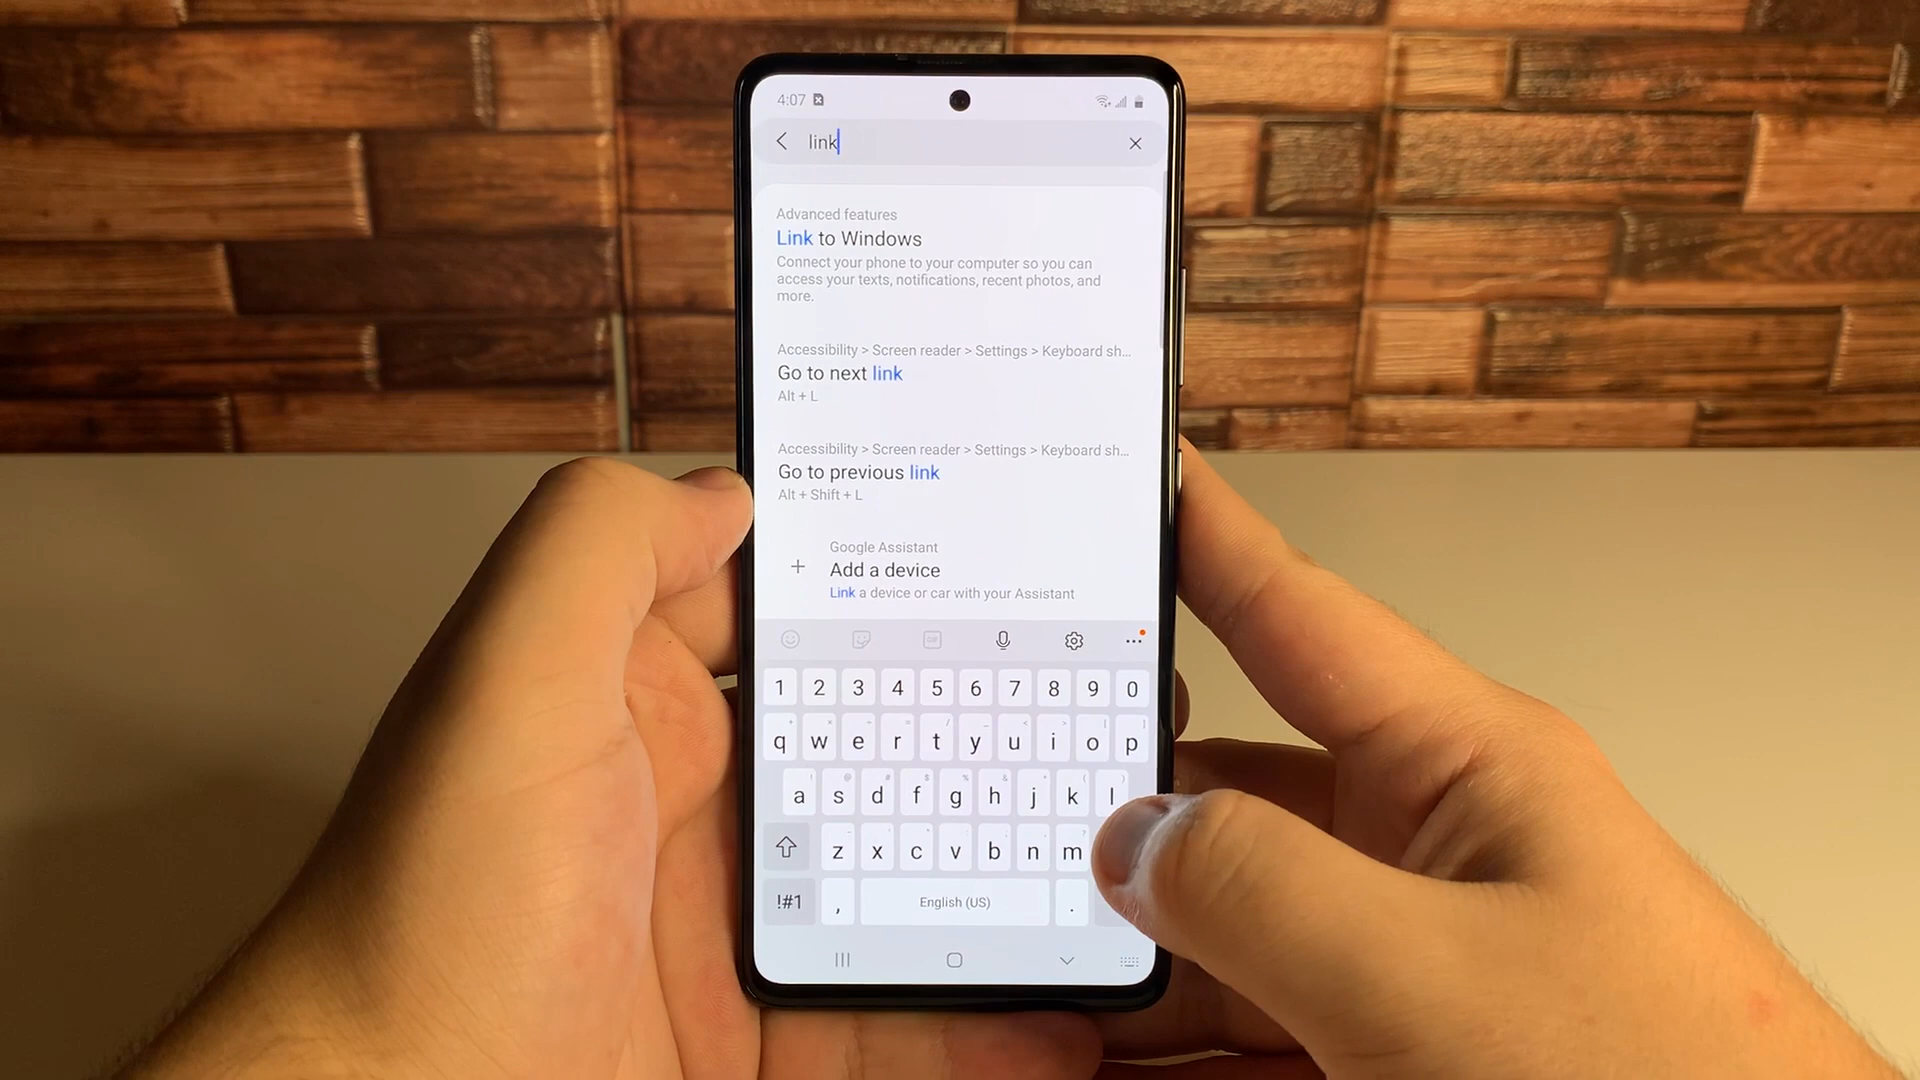 4:07
link
Advanced features
Link to Windows
Connect your phone to your computer so you can
access your texts, notifications, recent photos, and
more.
Accessibility > Screen reader > Settings > Keyboard sh...
Go to next link
Alt + L
Accessibility > Screen reader > Settings > Keyboard sh...
Go to previous link
Alt + Shift + L
Google Assistant
Add a device
Link a device or car with your Assistant
GIF
1 2 3 4 5 6 7 8 9 0
q w e r t y u i o p
a s d f g h j k l
z x c v b n m
!#1 , English (US) .